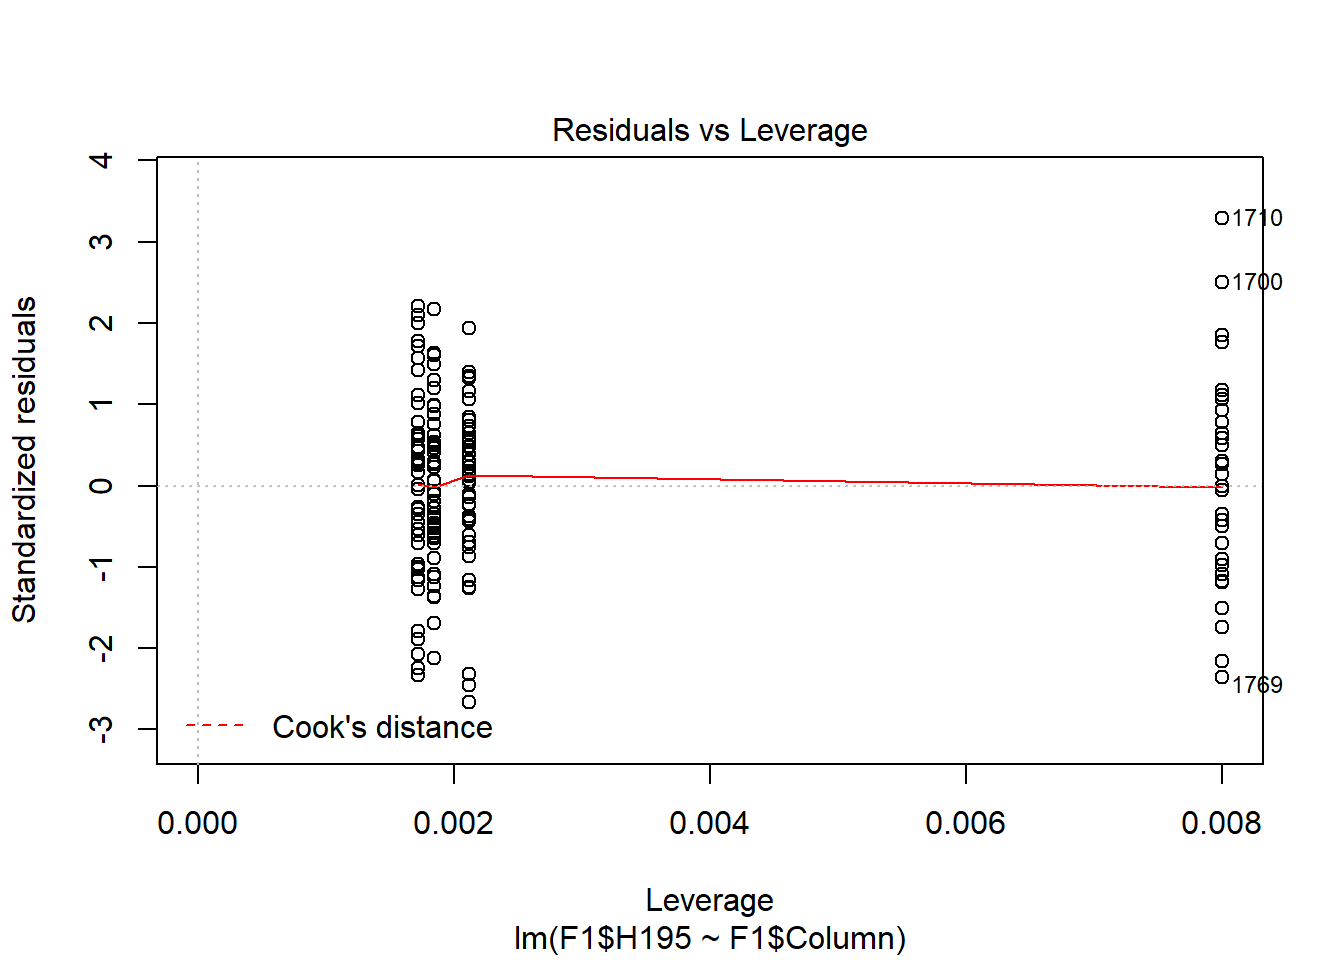 Residuals vs Leverage
Standardized residuals
4
3
2
1
0
-1
-2
-3
1710
1700
1769
Cook's distance
0.000 0.002 0.004 0.006 0.008
Leverage
lm(F1$H195 ~ F1$Column)